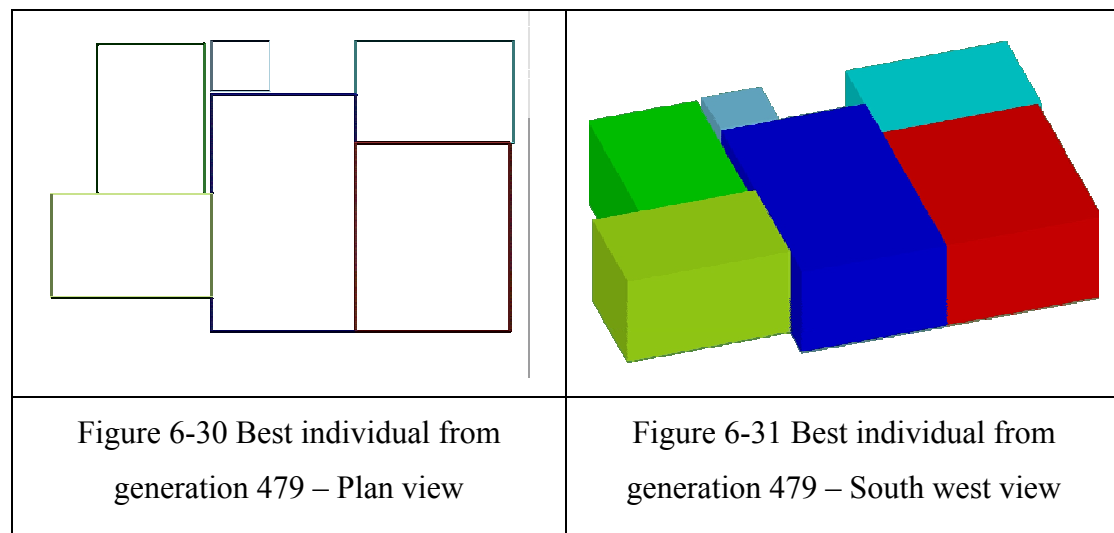 Figure 6-30 Best individual from
generation 479 – Plan view
Figure 6-31 Best individual from
generation 479 – South west view